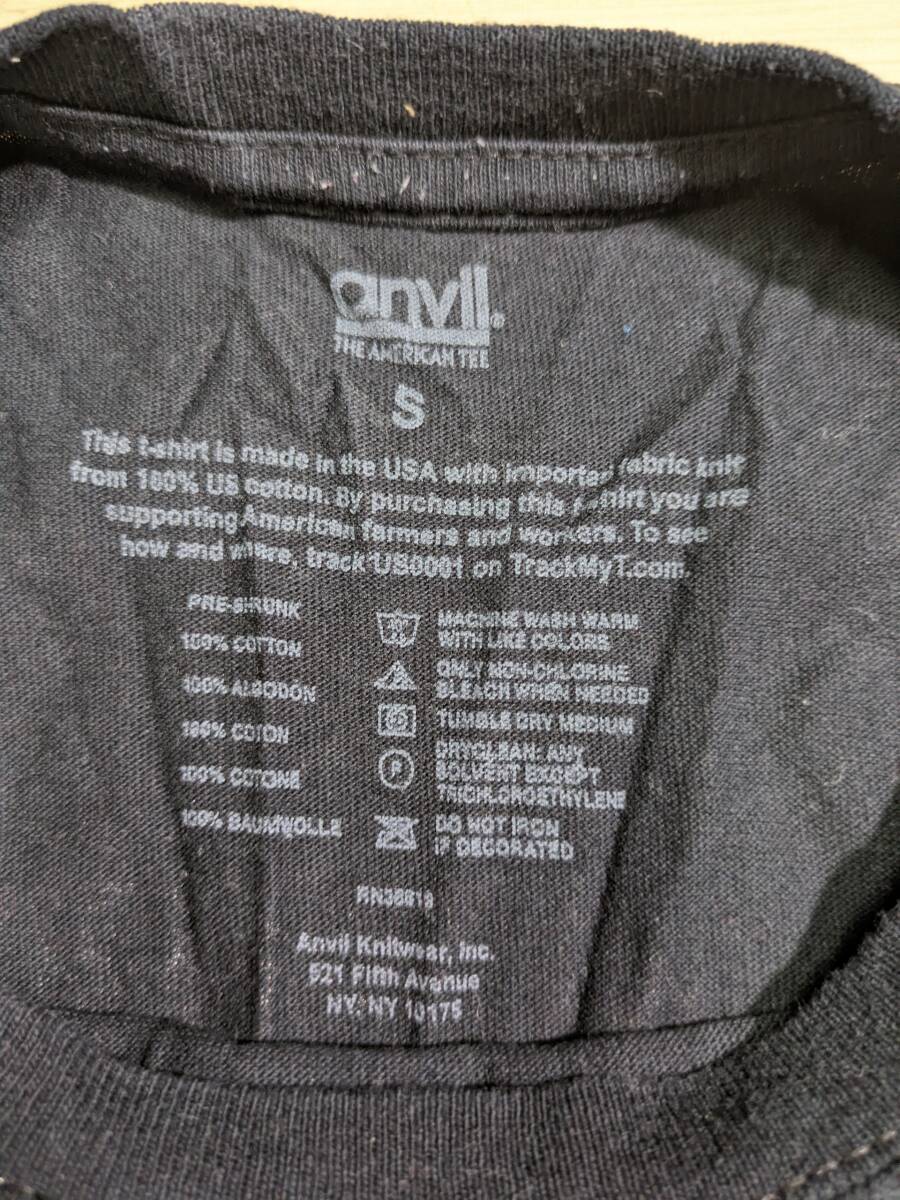 anvil®
THE AMERICAN TEE
S
This t-shirt is made in the USA with imported fabric knit
from 100% US cotton. By purchasing this t-shirt you are
supporting American farmers and workers. To see
how and where, track US0001 on TrackMyT.com.
PRE-SHRUNK
100% COTTON
100% ALGODON
100% COTON
100% COTONE
100% BAUMWOLLE
MACHINE WASH WARM
WITH LIKE COLORS
ONLY NON-CHLORINE
BLEACH WHEN NEEDED
TUMBLE DRY MEDIUM
P
DRYCLEAN: ANY
SOLVENT EXCEPT
TRICHLOROETHYLENE
DO NOT IRON
IF DECORATED
Anvil Knitwear, Inc.
521 Fifth Avenue
NY, NY 10175